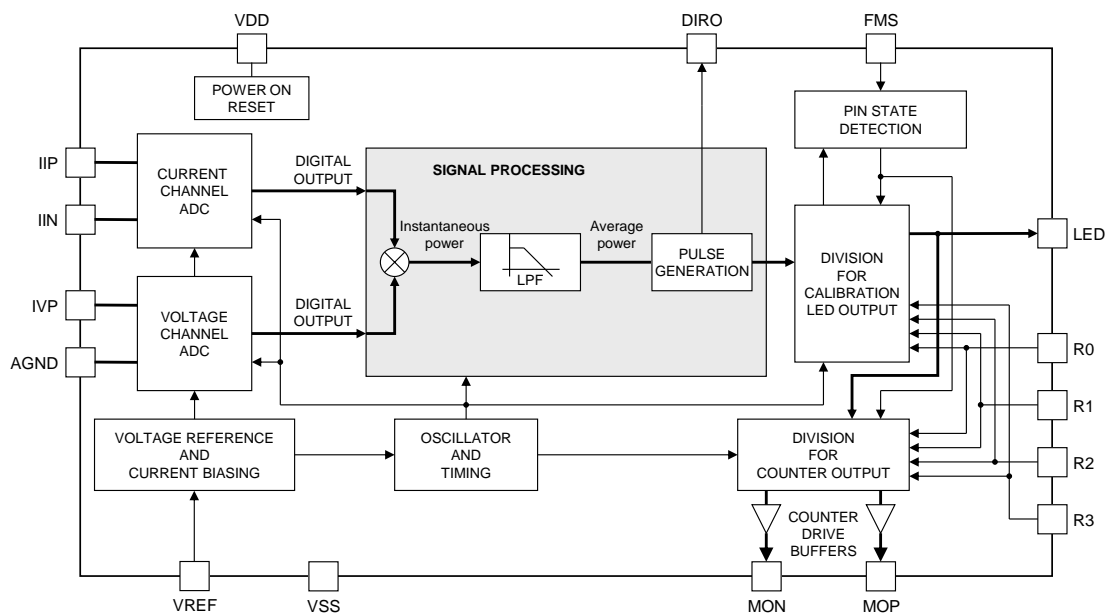 VDD
DIRO
FMS
POWER ON
RESET
PIN STATE
DETECTION
IIP
IIN
CURRENT
CHANNEL
ADC
DIGITAL
OUTPUT
SIGNAL PROCESSING
Instantaneous
power
LPF
Average
power
PULSE
GENERATION
DIVISION
FOR
CALIBRATION
LED OUTPUT
LED
IVP
AGND
VOLTAGE
CHANNEL
ADC
DIGITAL
OUTPUT
R0
R1
R2
R3
VOLTAGE REFERENCE
AND
CURRENT BIASING
OSCILLATOR
AND
TIMING
DIVISION
FOR
COUNTER OUTPUT
COUNTER
DRIVE
BUFFERS
VREF
VSS
MON
MOP